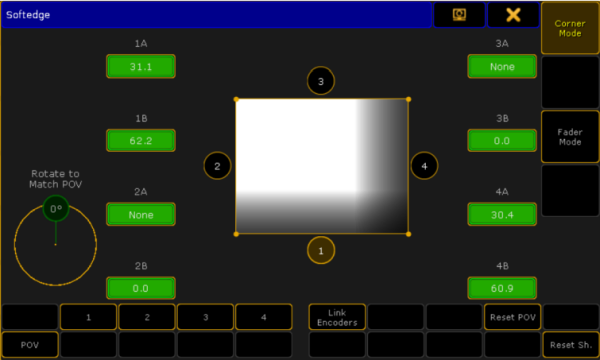 Softedge
Corner
Mode
1A
31.1
3A
None
3
1B
62.2
3B
0.0
Fader
Mode
2
4
Rotate to
Match POV
0°
2A
None
4A
30.4
1
2B
0.0
4B
60.9
1
2
3
4
Link
Encoders
Reset POV
POV
Reset Sh.